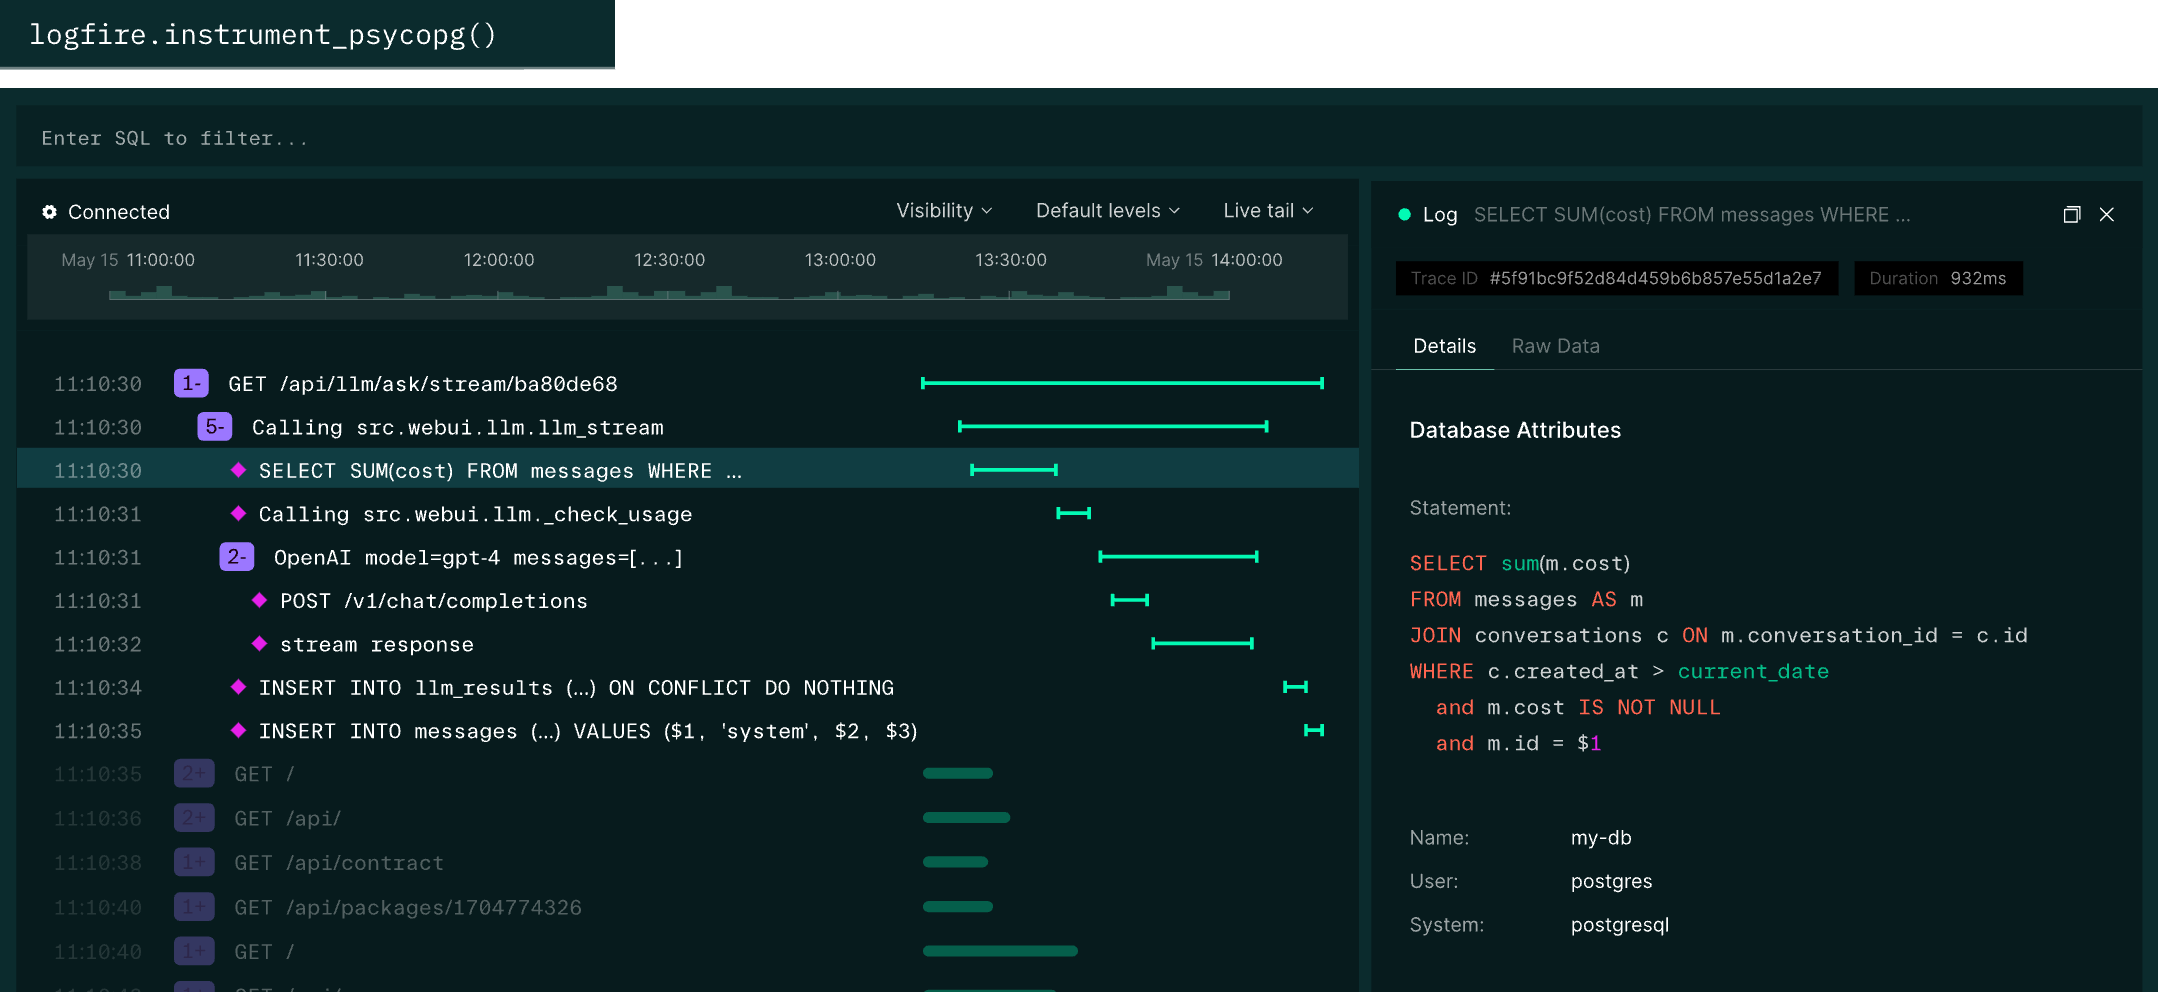 logfire.instrument_psycopg()
Enter SQL to filter...
Connected
Visibility
Default levels
Live tail
May 15 11:00:00 11:30:00 12:00:00 12:30:00 13:00:00 13:30:00 May 15 14:00:00
11:10:30 1- GET /api/llm/ask/stream/ba80de68
11:10:30 5- Calling src.webui.llm.llm_stream
11:10:30 SELECT SUM(cost) FROM messages WHERE ...
11:10:31 Calling src.webui.llm._check_usage
11:10:31 2- OpenAI model=gpt-4 messages=[...]
11:10:31 POST /v1/chat/completions
11:10:32 stream response
11:10:34 INSERT INTO llm_results (...) ON CONFLICT DO NOTHING
11:10:35 INSERT INTO messages (...) VALUES ($1, 'system', $2, $3)
11:10:35 2+ GET /
11:10:36 2+ GET /api/
11:10:38 1+ GET /api/contract
11:10:40 1+ GET /api/packages/1704774326
11:10:40 1+ GET /
Log SELECT SUM(cost) FROM messages WHERE ...
Trace ID #5f91bc9f52d84d459b6b857e55d1a2e7 Duration 932ms
Details Raw Data
Database Attributes
Statement:
SELECT sum(m.cost)
FROM messages AS m
JOIN conversations c ON m.conversation_id = c.id
WHERE c.created_at > current_date
and m.cost IS NOT NULL
and m.id = $1
Name: my-db
User: postgres
System: postgresql